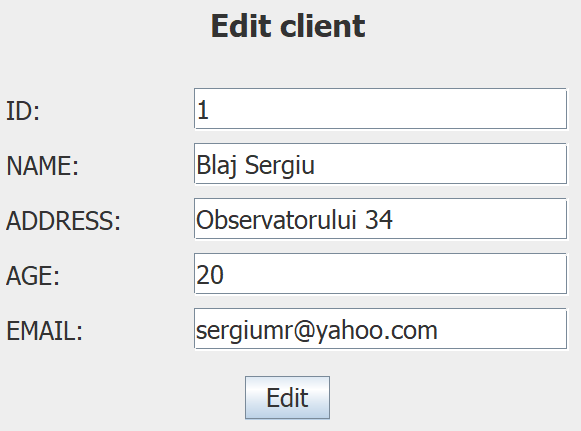 Edit client
ID: 1
NAME: Blaj Sergiu
ADDRESS: Observatorului 34
AGE: 20
EMAIL: sergiumr@yahoo.com
Edit